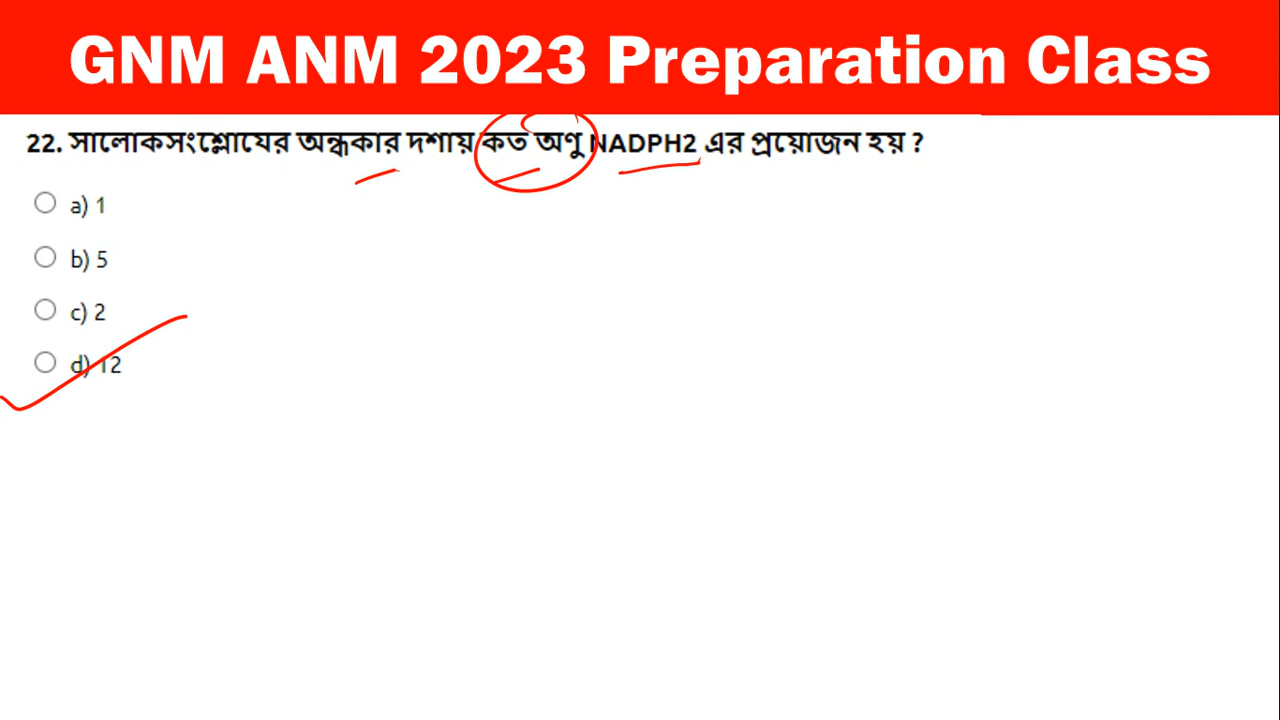 GNM ANM 2023 Preparation Class
22. সালোকসংশ্লোষের অন্ধকার দশায় কত অণু NADPH2 এর প্রয়োজন হয় ?
a) 1
b) 5
c) 2
d) 12